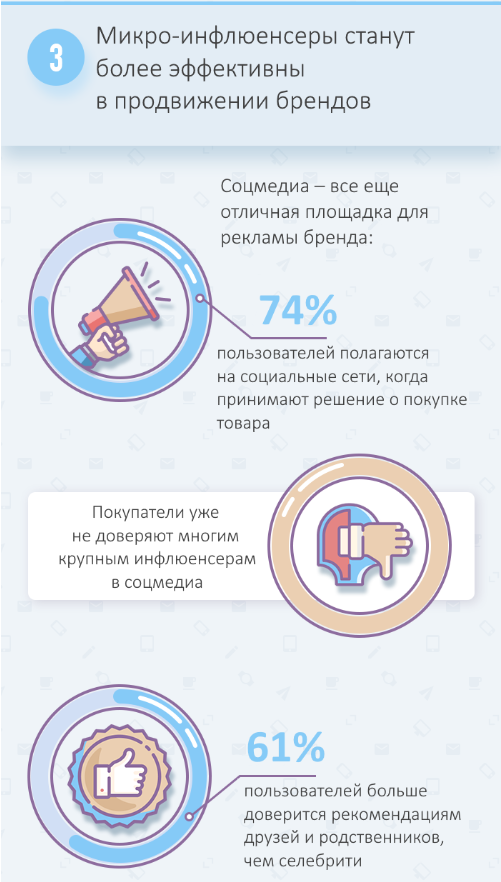 3
Микро-инфлюенсеры станут
более эффективны
в продвижении брендов
Соцмедиа – все еще
отличная площадка для
рекламы бренда:
74%
пользователей полагаются
на социальные сети, когда
принимают решение о покупке
товара
Покупатели уже
не доверяют многим
крупным инфлюенсерам
в соцмедиа
61%
пользователей больше
доверится рекомендациям
друзей и родственников,
чем селебрити